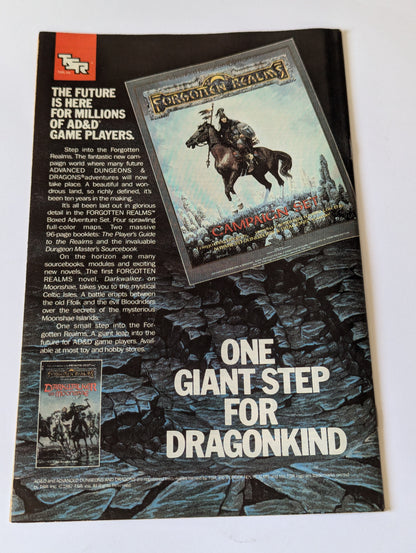 TSR
THE FUTURE
IS HERE
FOR MILLIONS
OF AD&D®
GAME PLAYERS.
Step into the Forgotten
Realms. The fantastic new cam-
paign world where many future
ADVANCED DUNGEONS &
DRAGONS® adventures will now
take place. A beautiful and won-
drous land, so richly defined, it's
been ten years in the making.
It's all been laid out in glorious
detail in the FORGOTTEN REALMS™
Boxed Adventure Set. Four sprawling
full-color maps. Two massive
96-page booklets: The Player's Guide
to the Realms and the invaluable
Dungeon Master's Sourcebook.
On the horizon are many
sourcebooks, modules and exciting
new novels. The first FORGOTTEN
REALMS novel, Darkwalker on
Moonshae, takes you to the mystical
Celtic Isles. A battle erupts between
the old Ffolk and the evil Bloodriders
over the secrets of the mysterious
Moonshae Islands.
One small step into the For-
gotten Realms. A giant leap into the
future for AD&D game players. Avail-
able at most toy and hobby stores.
FORGOTTEN REALMS
CAMPAIGN SET
DARKWALKER
ON MOONSHAE
ONE
GIANT STEP
FOR
DRAGONKIND